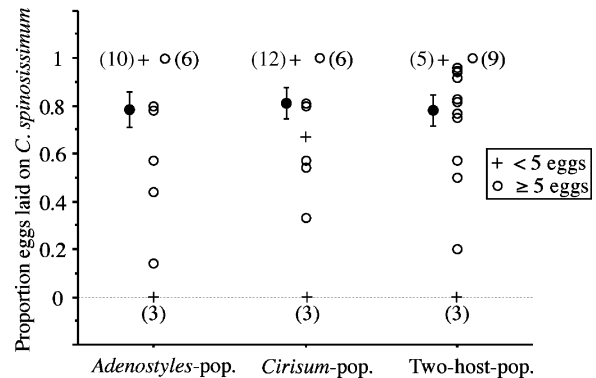 Proportion eggs laid on C. spinosissimum
1
0.8
0.6
0.4
0.2
0
(10) + o (6)
(12) + o (6)
(5) + o (9)
+ < 5 eggs
o ≥ 5 eggs
(3)
(3)
(3)
Adenostyles-pop.
Cirisum-pop.
Two-host-pop.